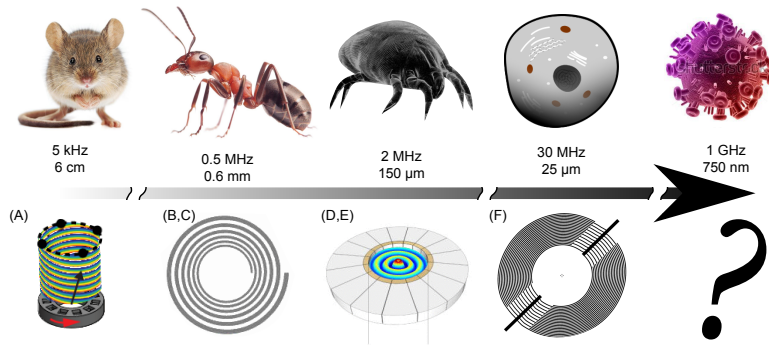 5 kHz
6 cm
0.5 MHz
0.6 mm
2 MHz
150 µm
30 MHz
25 µm
1 GHz
750 nm
(A)
(B,C)
(D,E)
(F)
?